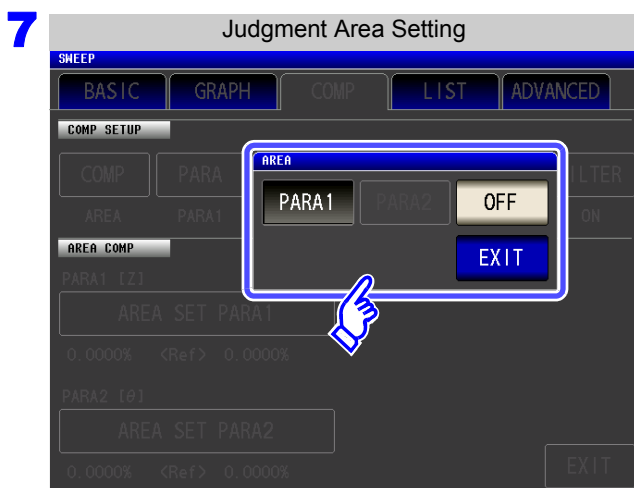 7
Judgment Area Setting
SWEEP
BASIC GRAPH COMP LIST ADVANCED
COMP SETUP
COMP PARA
AREA PARA1 ON
AREA
PARA1 PARA2 OFF
EXIT
AREA COMP
PARA1 [Z]
AREA SET PARA1
0.0000% <Ref> 0.0000%
PARA2 [θ]
AREA SET PARA2
0.0000% <Ref> 0.0000%
EXIT